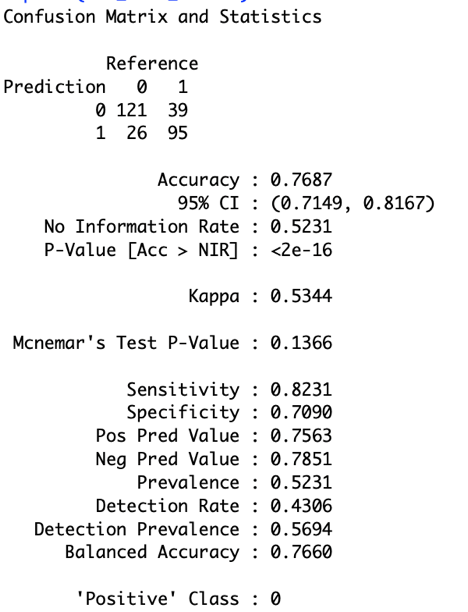 Confusion Matrix and Statistics
Reference
Prediction 0 1
0 121 39
1 26 95
Accuracy : 0.7687
95% CI : (0.7149, 0.8167)
No Information Rate : 0.5231
P-Value [Acc > NIR] : <2e-16
Kappa : 0.5344
Mcnemar's Test P-Value : 0.1366
Sensitivity : 0.8231
Specificity : 0.7090
Pos Pred Value : 0.7563
Neg Pred Value : 0.7851
Prevalence : 0.5231
Detection Rate : 0.4306
Detection Prevalence : 0.5694
Balanced Accuracy : 0.7660
'Positive' Class : 0